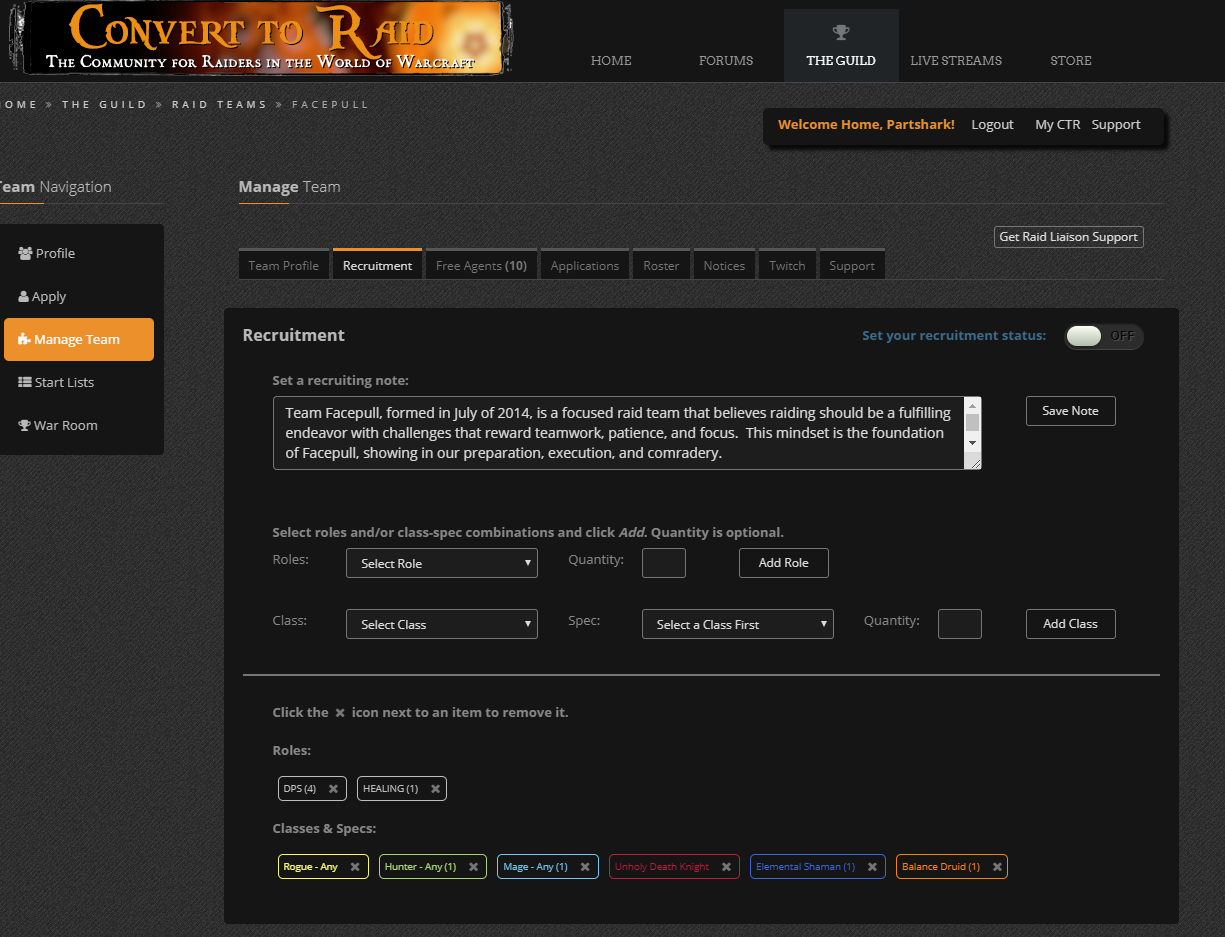 CONVERT TO RAID
THE COMMUNITY FOR RAIDERS IN THE WORLD OF WARCRAFT
HOME FORUMS THE GUILD LIVE STREAMS STORE
OME » THE GUILD » RAID TEAMS » FACEPULL
Welcome Home, Partshark! Logout My CTR Support
Team Navigation
Manage Team
Profile
Apply
Manage Team
Start Lists
War Room
Get Raid Liaison Support
Team Profile Recruitment Free Agents (10) Applications Roster Notices Twitch Support
Recruitment
Set your recruitment status: OFF
Set a recruiting note:
Team Facepull, formed in July of 2014, is a focused raid team that believes raiding should be a fulfilling
endeavor with challenges that reward teamwork, patience, and focus.  This mindset is the foundation
of Facepull, showing in our preparation, execution, and comradery.
Save Note
Select roles and/or class-spec combinations and click Add. Quantity is optional.
Roles: Select Role Quantity: Add Role
Class: Select Class Spec: Select a Class First Quantity: Add Class
Click the ✖ icon next to an item to remove it.
Roles:
DPS (4) ✖ HEALING (1) ✖
Classes & Specs:
Rogue - Any ✖ Hunter - Any (1) ✖ Mage - Any (1) ✖ Unholy Death Knight ✖ Elemental Shaman (1) ✖ Balance Druid (1) ✖